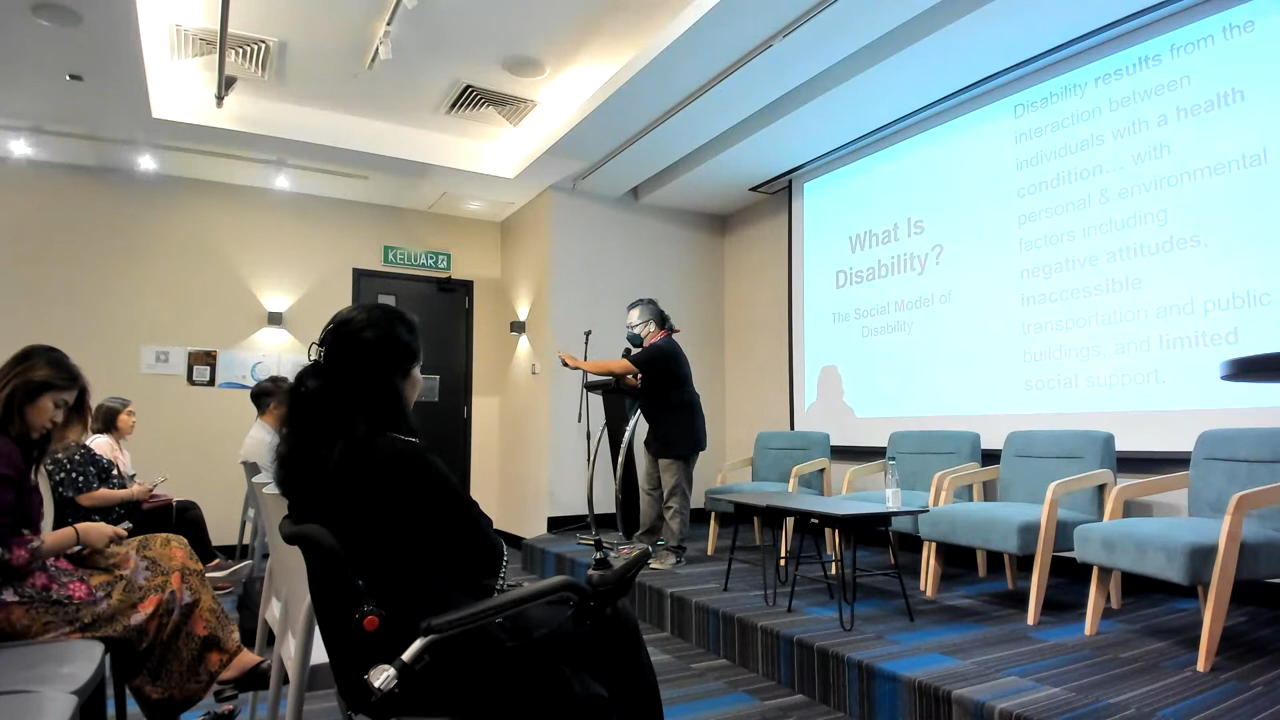 KELUAR
What Is
Disability?
The Social Model of
Disability
Disability results from the
interaction between
individuals with a health
condition... with
personal & environmental
factors including
negative attitudes,
inaccessible
transportation and public
buildings, and limited
social support.